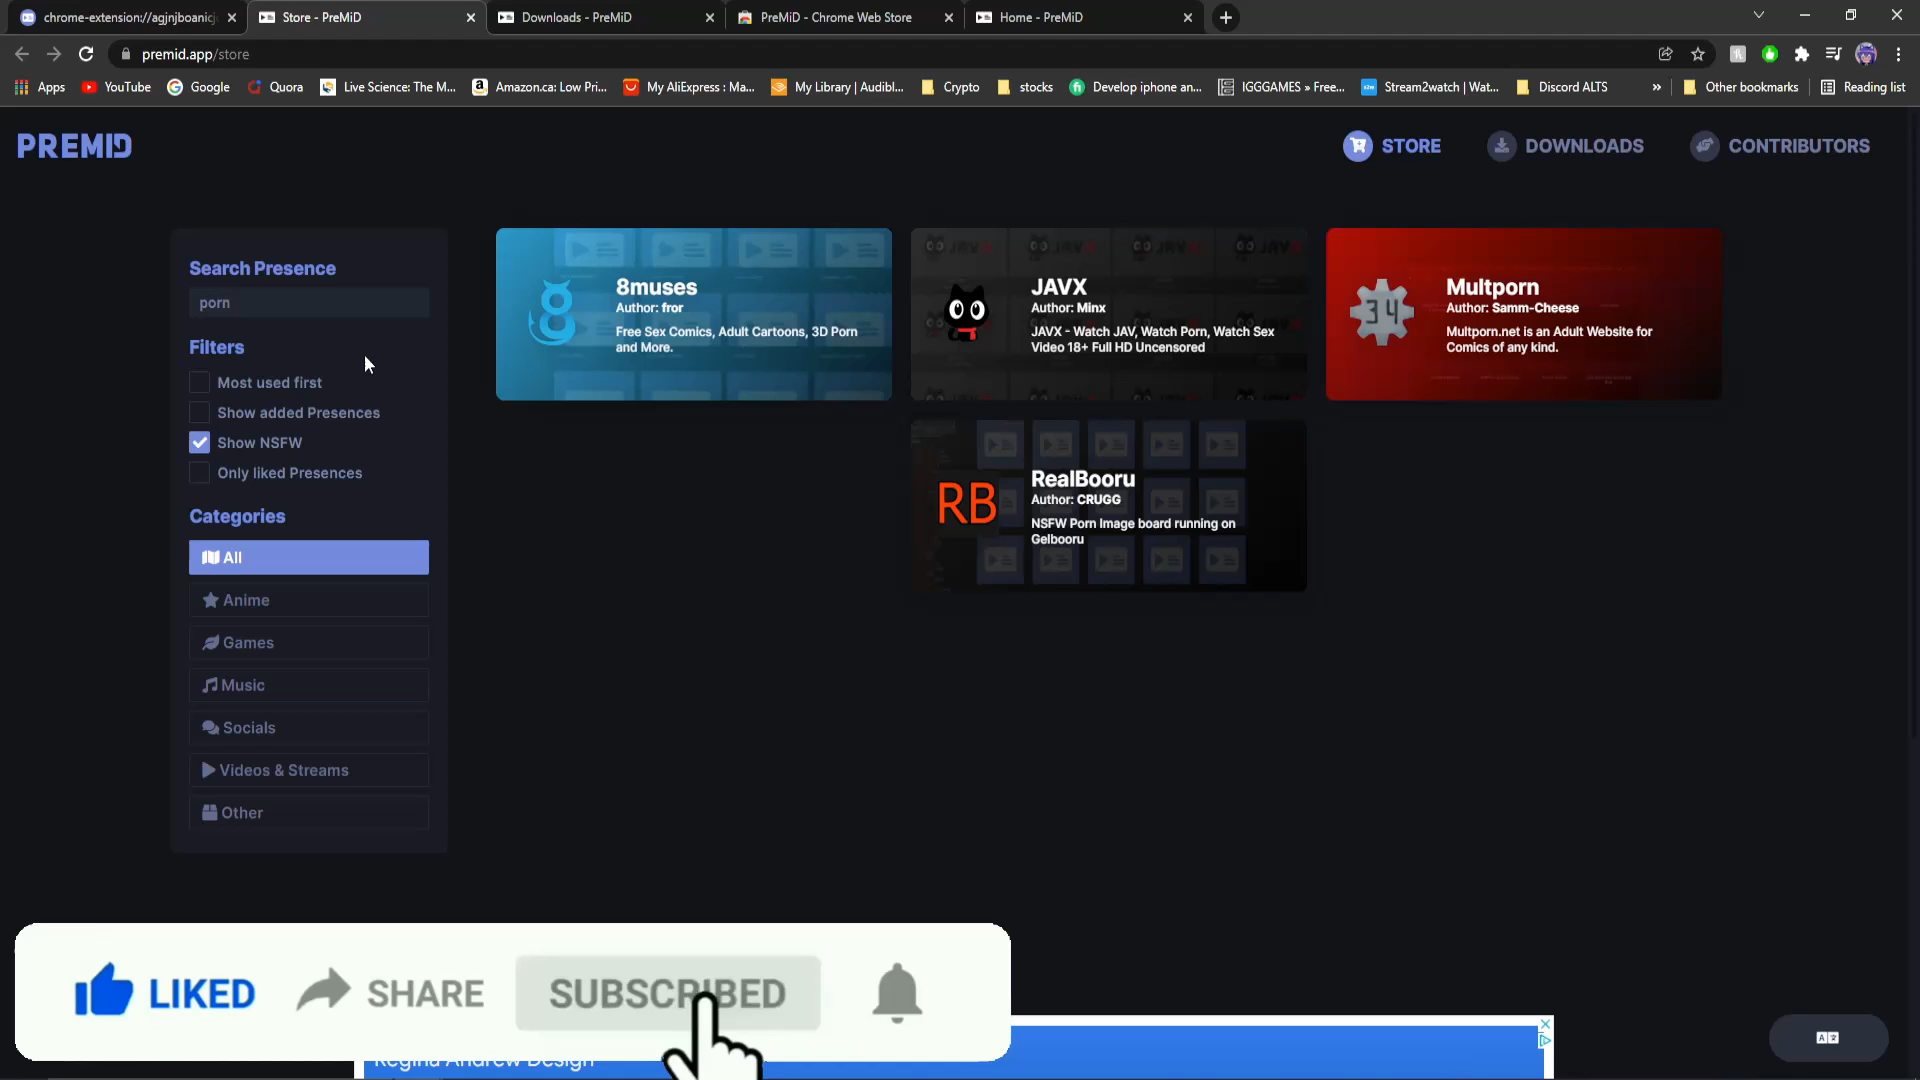 chrome-extension://agjnjboanicj
Store - PreMiD
Downloads - PreMiD
PreMiD - Chrome Web Store
Home - PreMiD
premid.app/store
Apps
YouTube
Google
Quora
Live Science: The M...
Amazon.ca: Low Pri...
My AliExpress : Ma...
My Library | Audibl...
Crypto
stocks
Develop iphone an...
IGGGAMES » Free...
Stream2watch | Wat...
Discord ALTS
»
Other bookmarks
Reading list
PREMID
STORE
DOWNLOADS
CONTRIBUTORS
Search Presence
porn
Filters
Most used first
Show added Presences
Show NSFW
Only liked Presences
Categories
All
Anime
Games
Music
Socials
Videos & Streams
Other
8muses
Author: fror
Free Sex Comics, Adult Cartoons, 3D Porn
and More.
JAVX
Author: Minx
JAVX - Watch JAV, Watch Porn, Watch Sex
Video 18+ Full HD Uncensored
34
Multporn
Author: Samm-Cheese
Multporn.net is an Adult Website for
Comics of any kind.
RB
RealBooru
Author: CRUGG
NSFW Porn Image board running on
Gelbooru
LIKED
SHARE
SUBSCRIBED
Regina Andrew Design